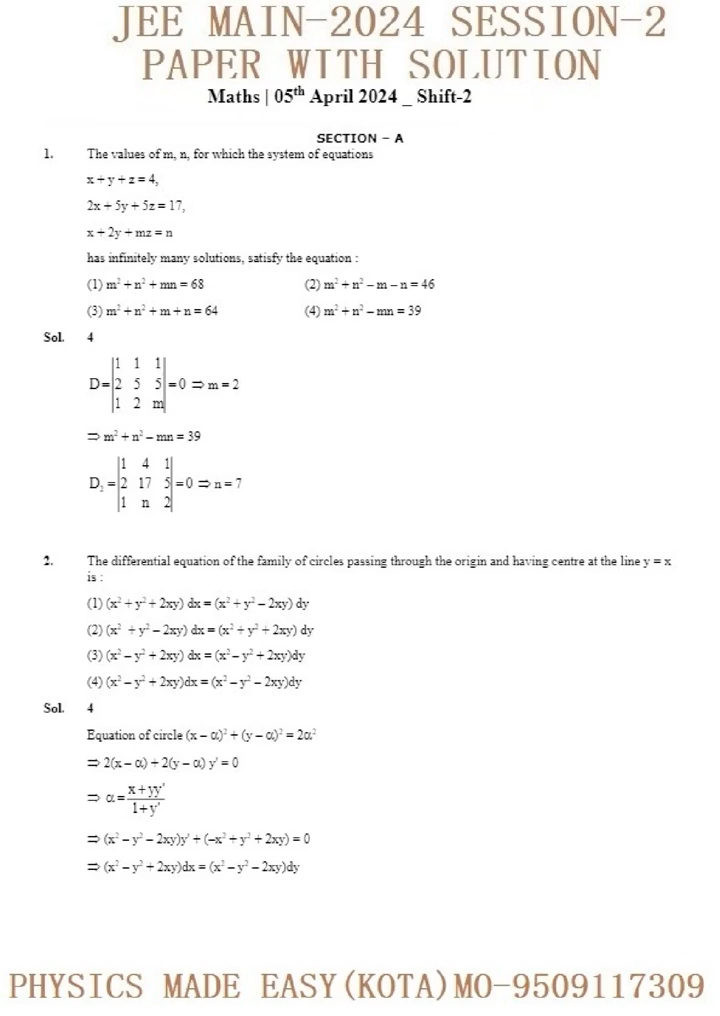 JEE MAIN-2024 SESSION-2
PAPER WITH SOLUTION
Maths | 05th April 2024 _ Shift-2
SECTION – A
1. The values of m, n, for which the system of equations
x + y + z = 4,
2x + 5y + 5z = 17,
x + 2y + mz = n
has infinitely many solutions, satisfy the equation :
(1) m² + n² + mn = 68 (2) m² + n² – m – n = 46
(3) m² + n² + m + n = 64 (4) m² + n² – mn = 39
Sol. 4
D = |1 1 1|
|2 5 5| = 0 ⇒ m = 2
|1 2 m|
⇒ m² + n² – mn = 39
D₂ = |1 4 1|
|2 17 5| = 0 ⇒ n = 7
|1 n 2|
2. The differential equation of the family of circles passing through the origin and having centre at the line y = x
is :
(1) (x² + y² + 2xy) dx = (x² + y² – 2xy) dy
(2) (x² + y² – 2xy) dx = (x² + y² + 2xy) dy
(3) (x² – y² + 2xy) dx = (x² – y² + 2xy)dy
(4) (x² – y² + 2xy)dx = (x² – y² – 2xy)dy
Sol. 4
Equation of circle (x – α)² + (y – α)² = 2α²
⇒ 2(x – α) + 2(y – α) y' = 0
⇒ α = x + yy'
1 + y'
⇒ (x² – y² – 2xy)y' + (–x² + y² + 2xy) = 0
⇒ (x² – y² + 2xy)dx = (x² – y² – 2xy)dy
PHYSICS MADE EASY(KOTA)MO-9509117309